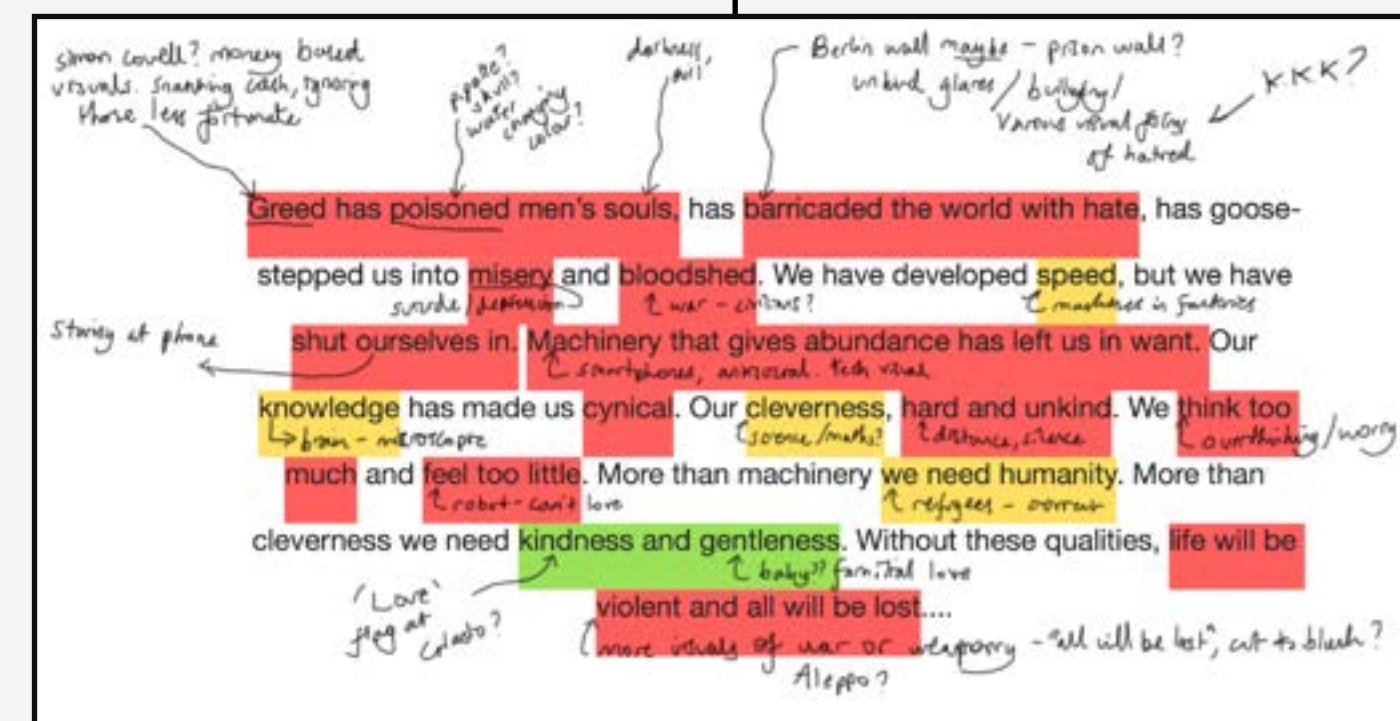 simon cowell? money based
visuals. snatching cash, ignoring
those less fortunate
skull?
water changing
color?
darkness,
evil
Berlin wall maybe - prison wall?
unkind glares / bullying /
various visual of hatred
KKK?
Greed has poisoned men's souls, has barricaded the world with hate, has goose-
stepped us into misery and bloodshed. We have developed speed, but we have
suicide / depression
war - civilians?
machines in factories
Staring at phone
shut ourselves in. Machinery that gives abundance has left us in want. Our
smartphones, antisocial. tech visual
knowledge has made us cynical. Our cleverness, hard and unkind. We think too
brain - microscope
science/maths?
distance, silence
overthinking/worry
much and feel too little. More than machinery we need humanity. More than
robot - can't love
refugees - current
cleverness we need kindness and gentleness. Without these qualities, life will be
baby?? familial love
'Love'
flag at
violent and all will be lost....
more visuals of war or weaponry - "all will be lost", cut to black?
Aleppo?